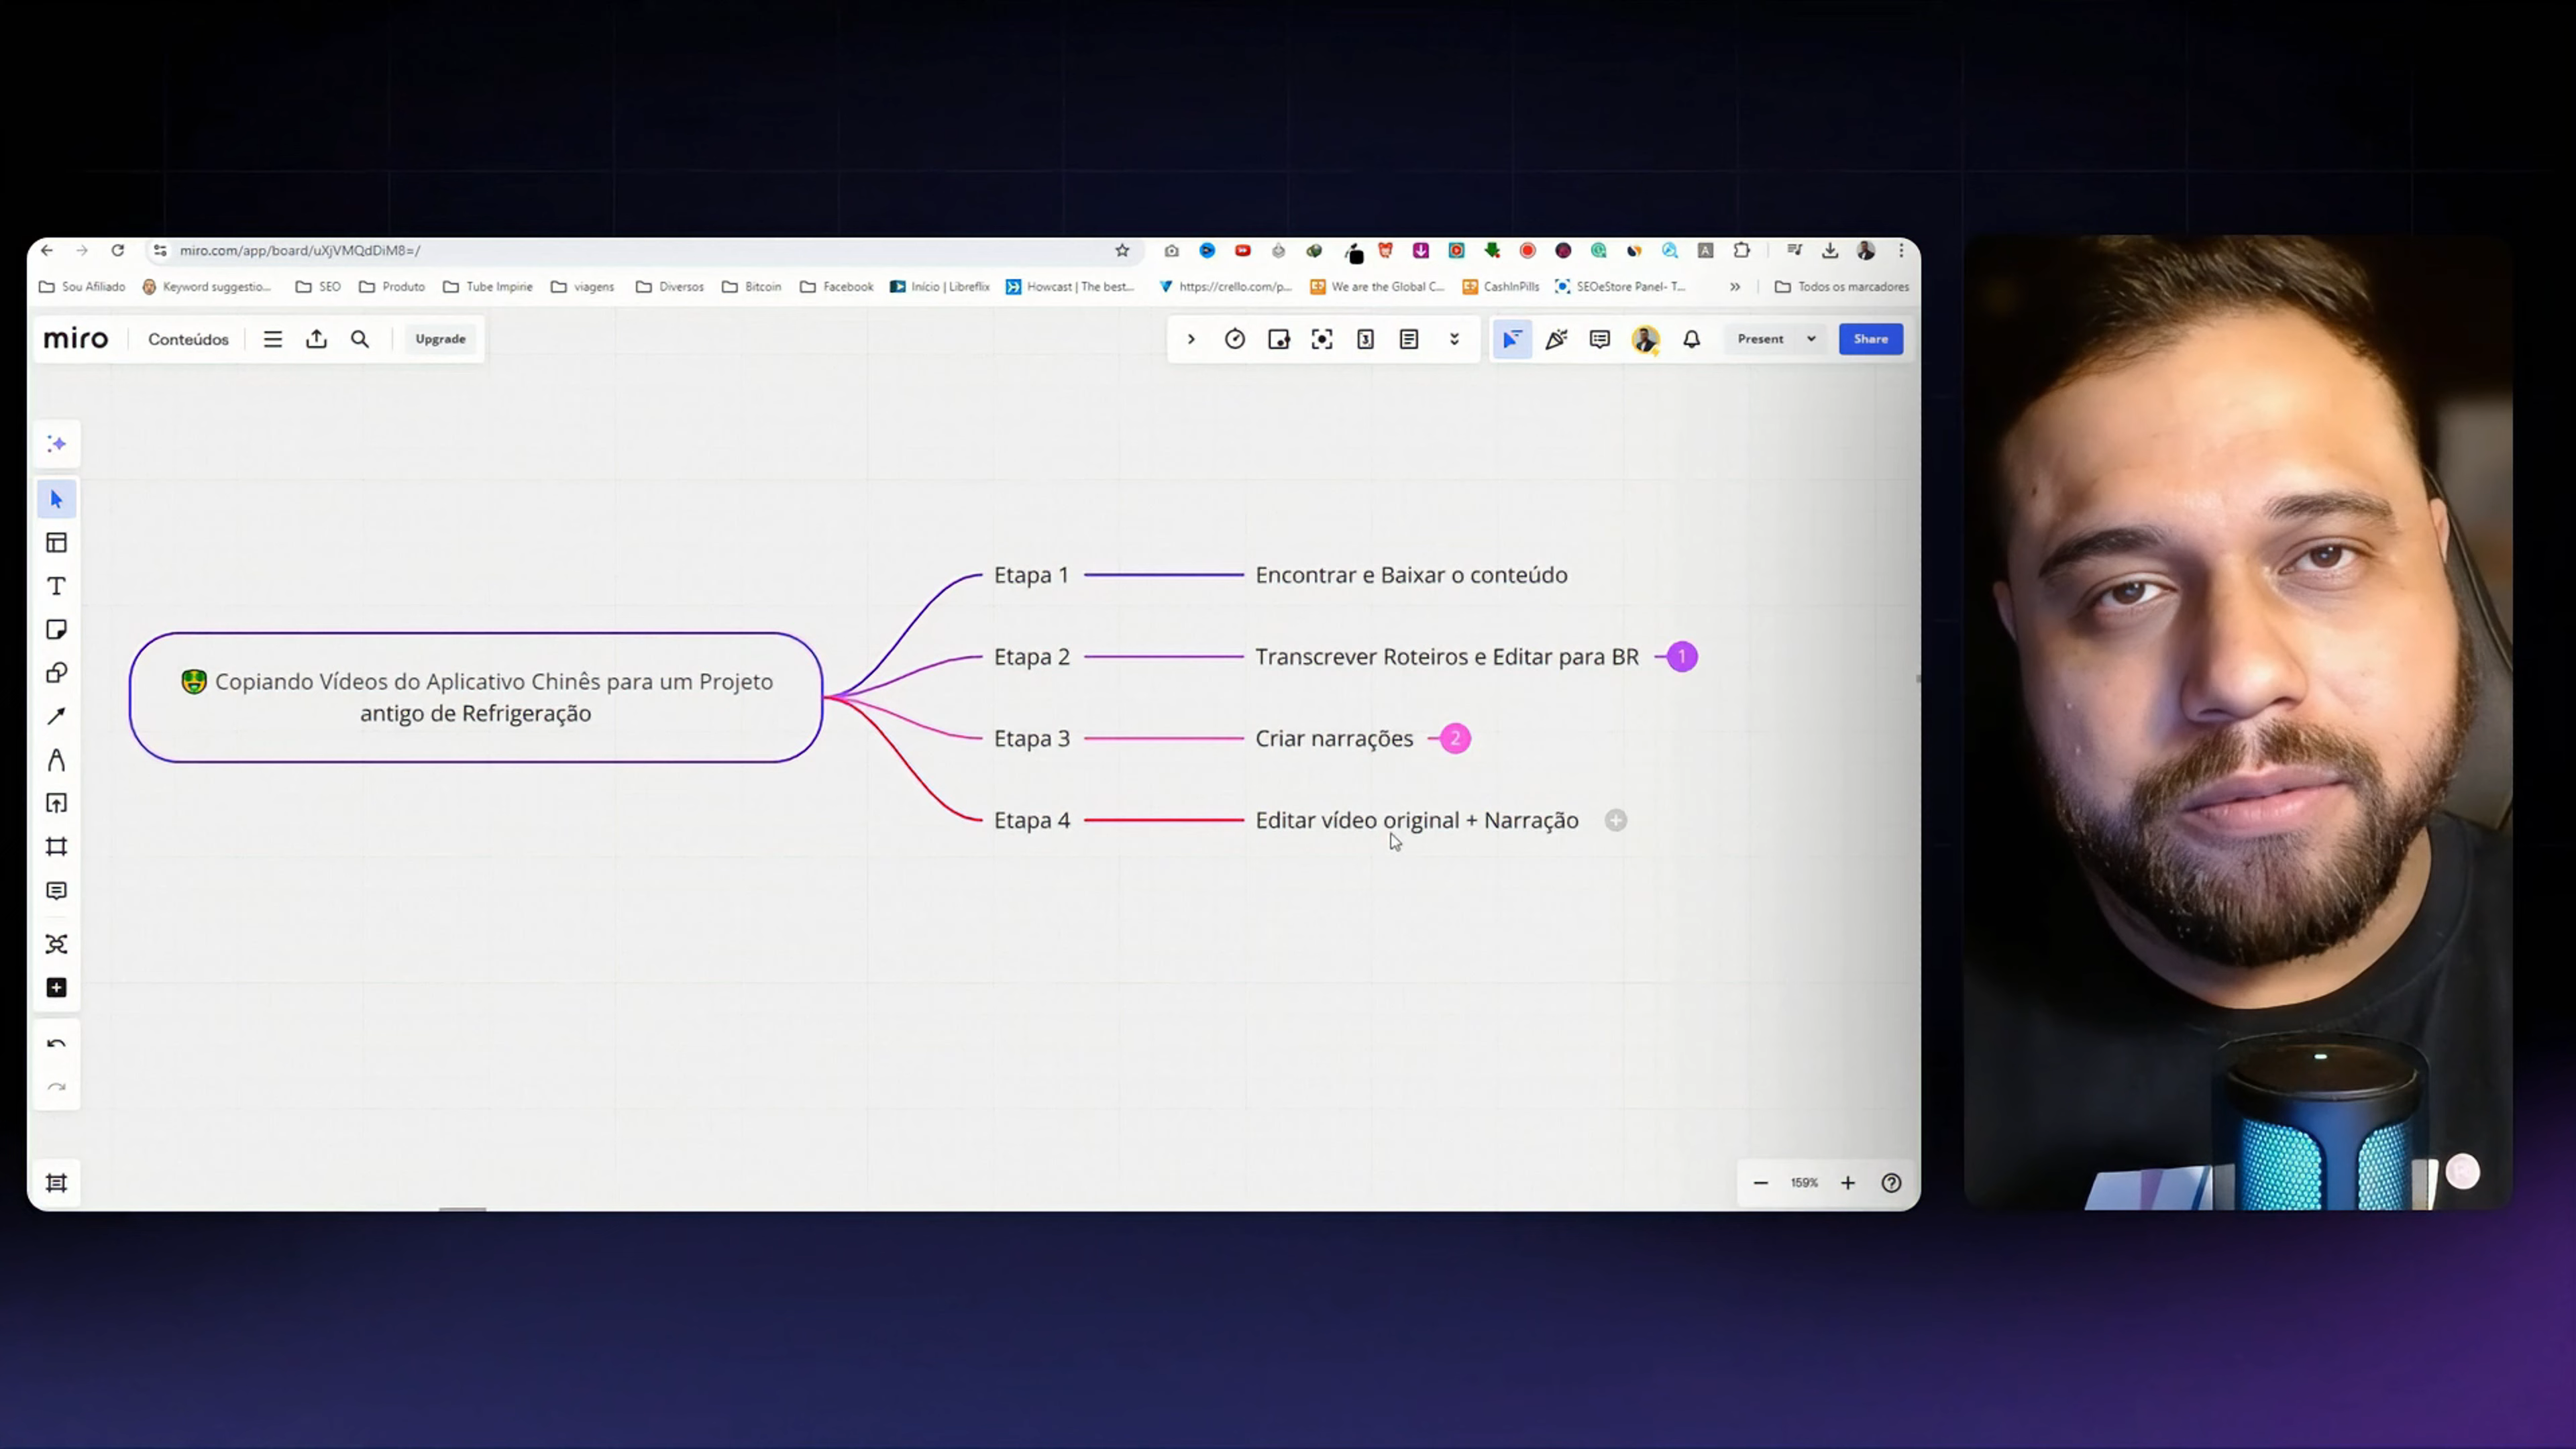 miro.com/app/board/uXjVMQdDiM8=/
Sou Afiliado
Keyword suggestio...
SEO
Produto
Tube Impirie
viagens
Diversos
Bitcoin
Facebook
Início | Libreflix
Howcast | The best...
https://crello.com/p...
We are the Global C...
CashInPills
SEOeStore Panel- T...
Todos os marcadores
miro
Conteúdos
Upgrade
Present
Share
Copiando Vídeos do Aplicativo Chinês para um Projeto
antigo de Refrigeração
Etapa 1
Encontrar e Baixar o conteúdo
Etapa 2
Transcrever Roteiros e Editar para BR
1
Etapa 3
Criar narrações
2
Etapa 4
Editar vídeo original + Narração
159%